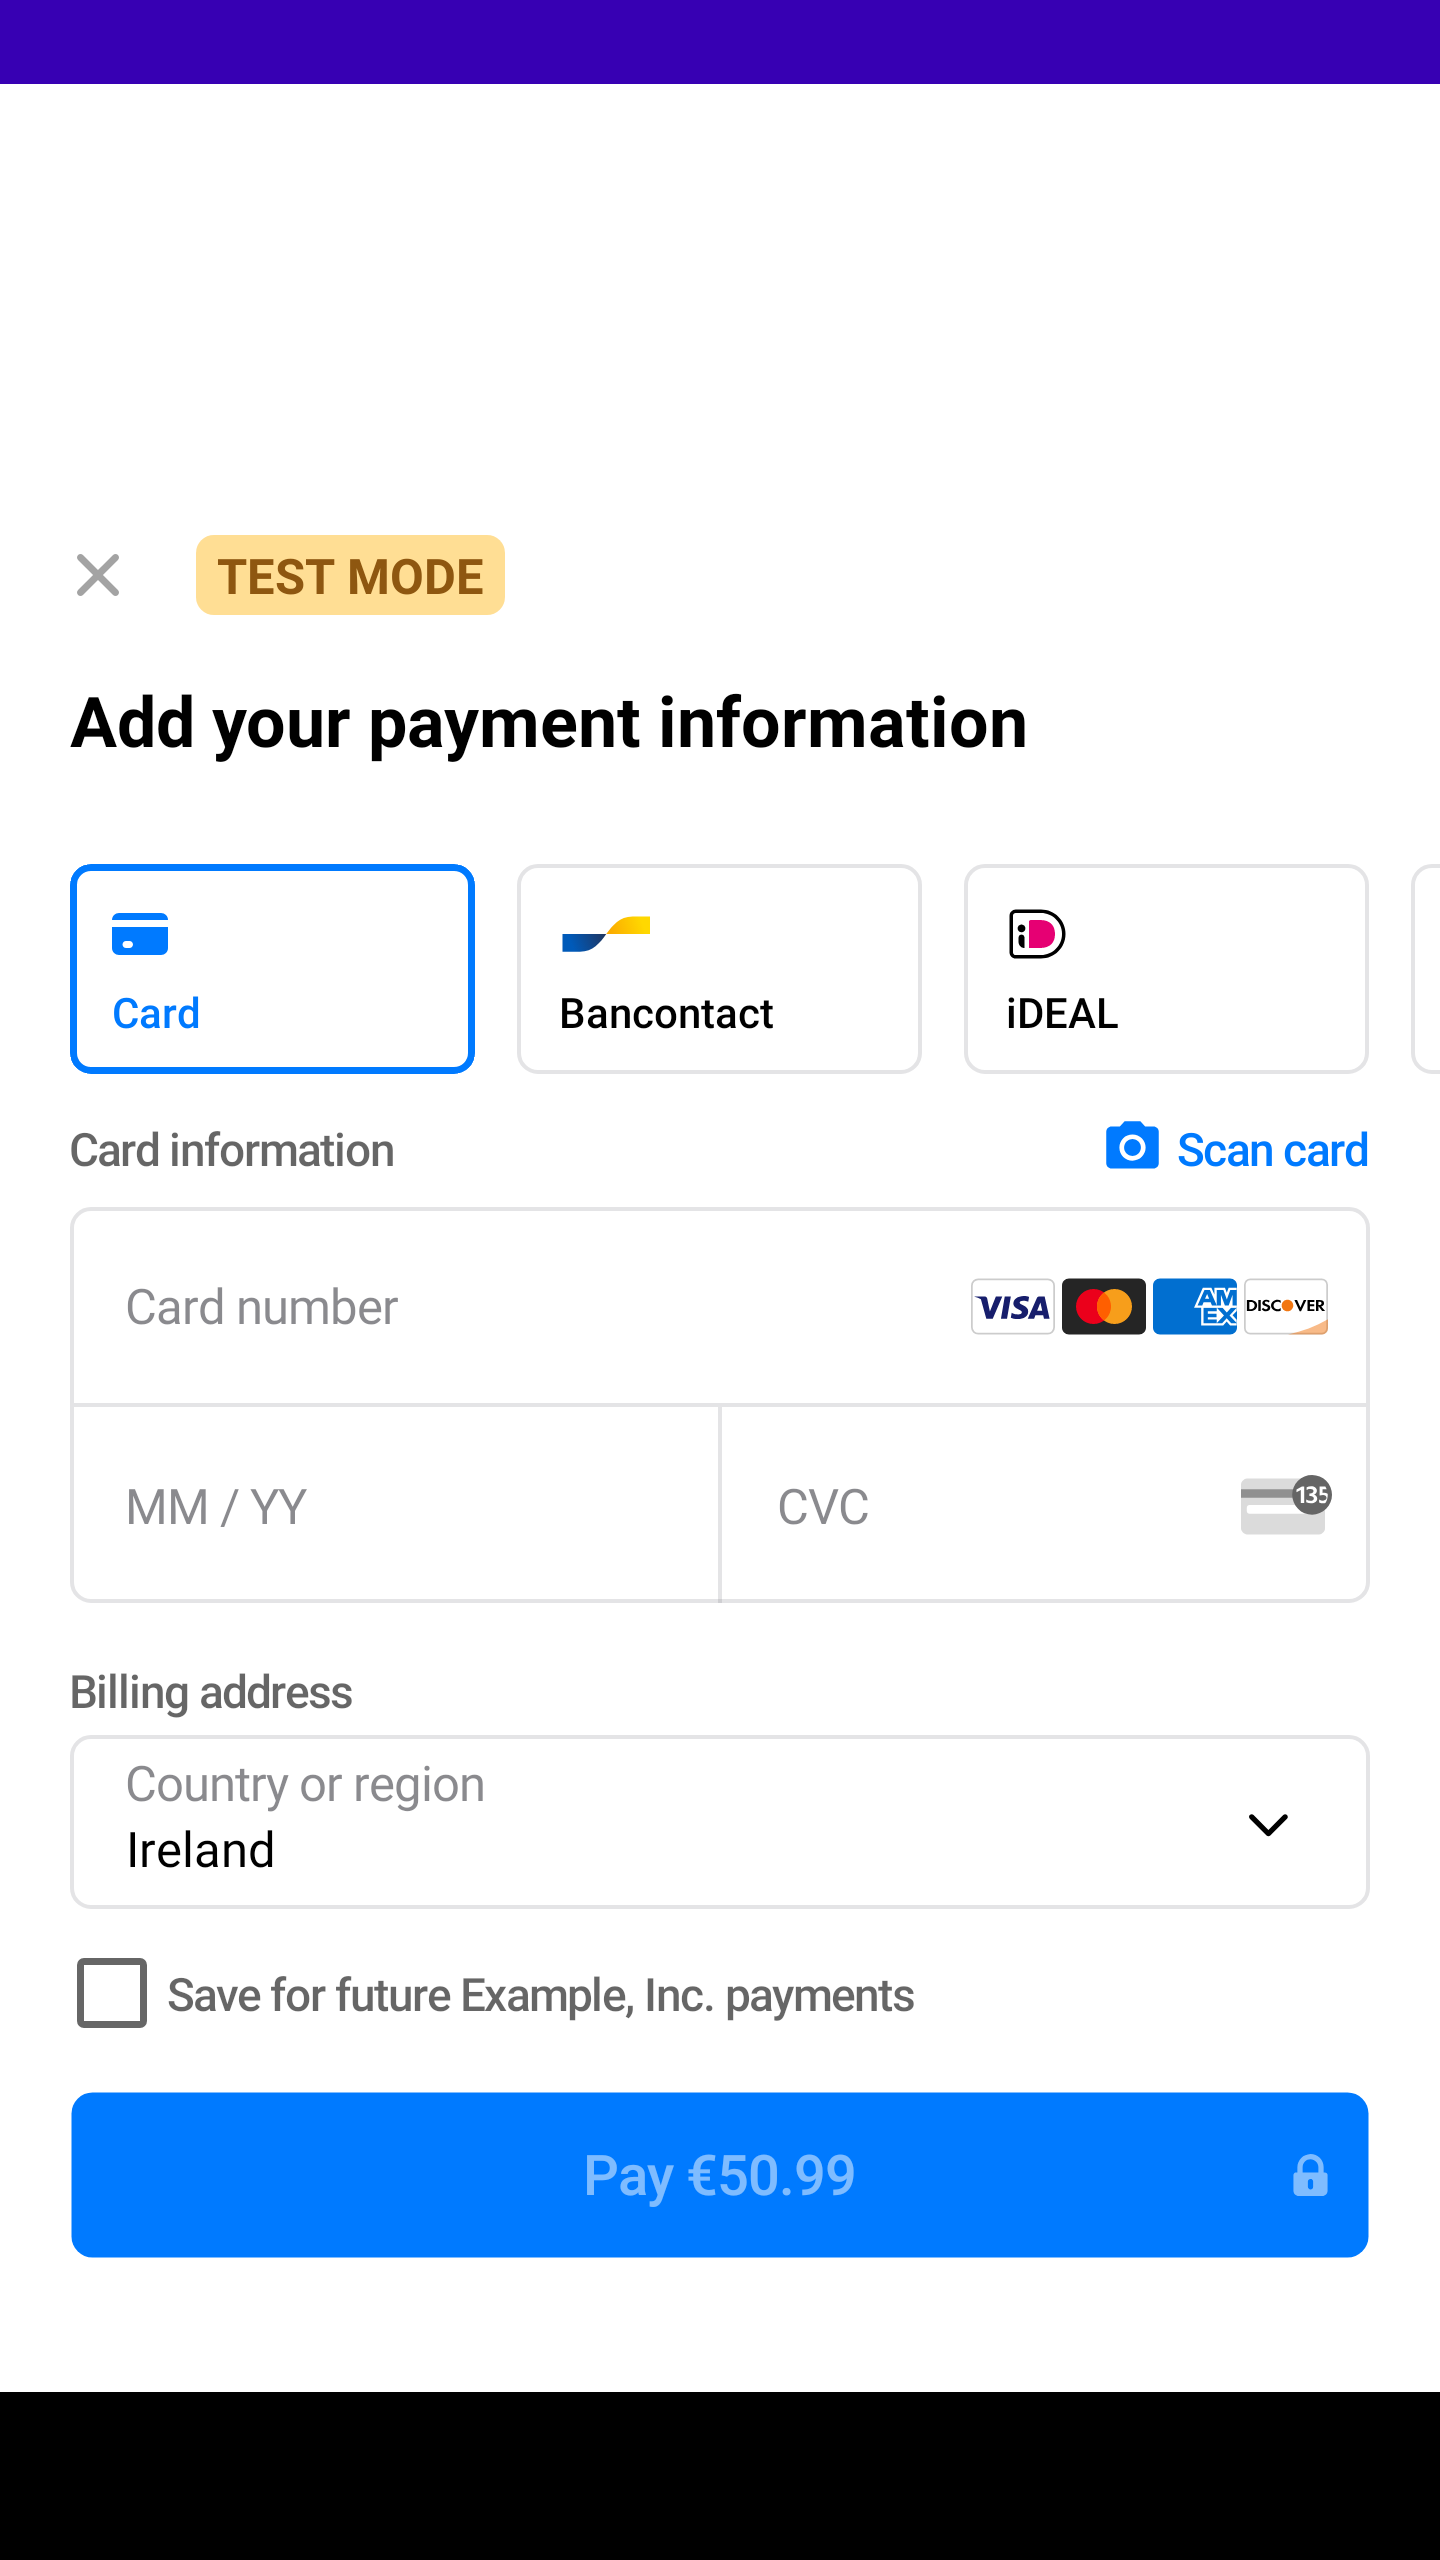 TEST MODE
Add your payment information
Card
Bancontact
iD
iDEAL
Card information
Scan card
Card number
VISA
AM
EX
DISCOVER
MM / YY
CVC
135
Billing address
Country or region
Ireland
Save for future Example, Inc. payments
Pay €50.99